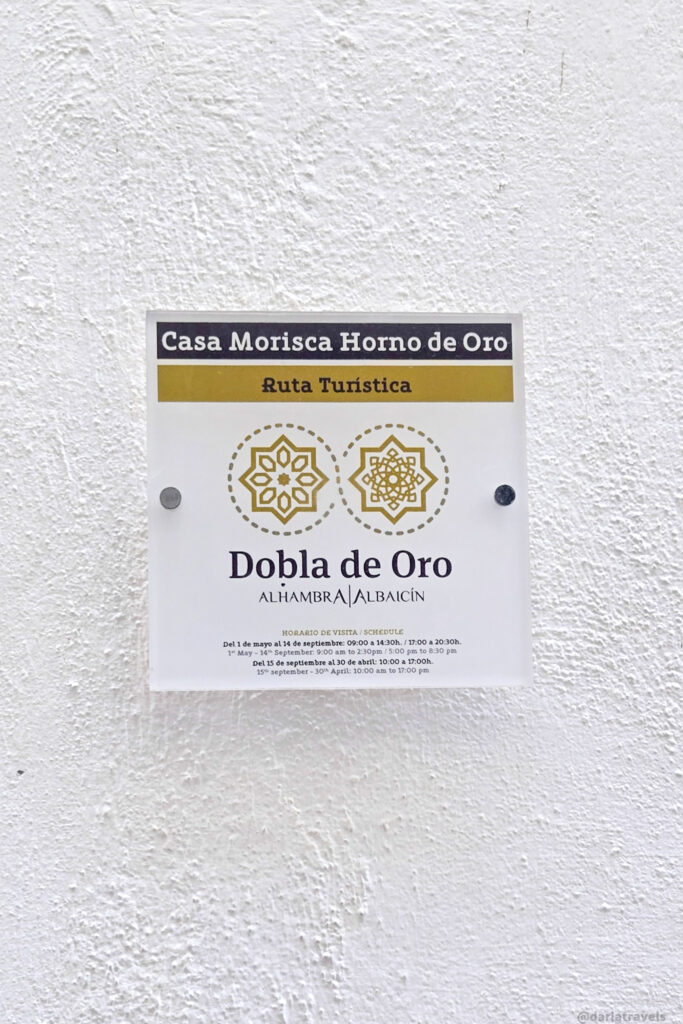 Casa Morisca Horno de Oro
Ruta Turística
Dobla de Oro
ALHAMBRA|ALBAICÍN
HORARIO DE VISITA / SCHEDULE
Del 1 de mayo al 14 de septiembre: 09:00 a 14:30h. / 17:00 a 20:30h.
1st May - 14th September: 9:00 am to 2:30pm / 5:00 pm to 8:30 pm
Del 15 de septiembre al 30 de abril: 10:00 a 17:00h.
15th september - 30th April: 10:00 am to 17:00 pm
@dariatravels